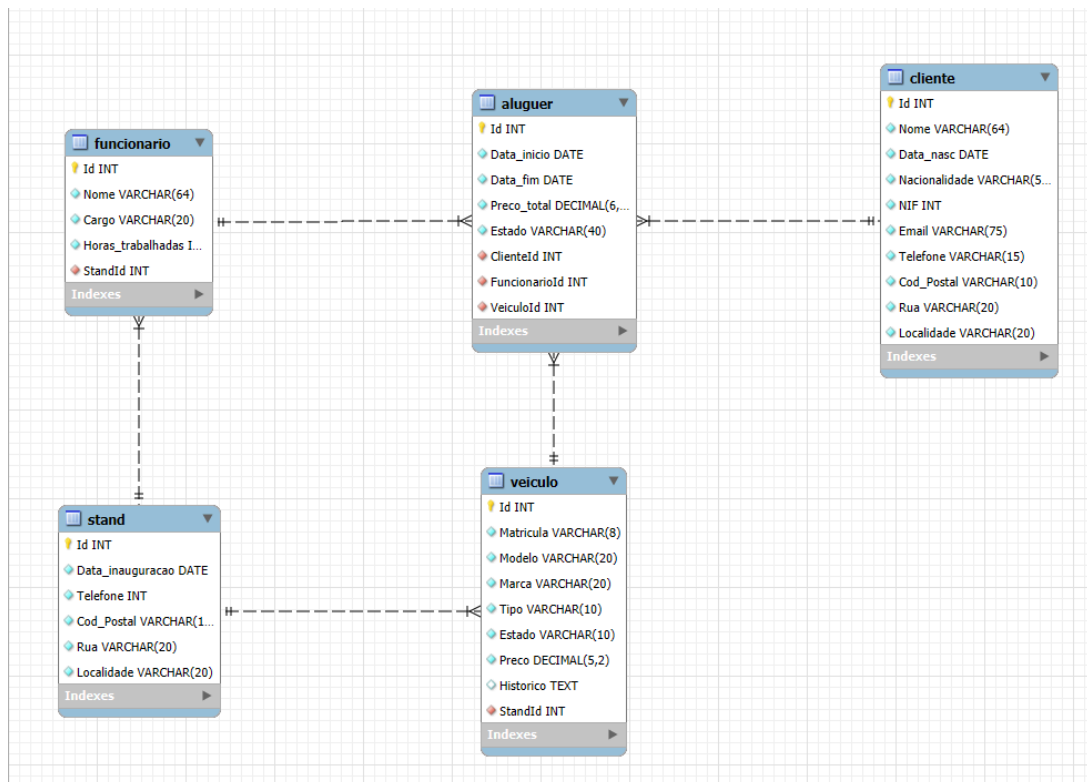 funcionario
Id INT
Nome VARCHAR(64)
Cargo VARCHAR(20)
Horas_trabalhadas I...
StandId INT
Indexes
aluguer
Id INT
Data_inicio DATE
Data_fim DATE
Preco_total DECIMAL(6,...
Estado VARCHAR(40)
ClienteId INT
FuncionarioId INT
VeiculoId INT
Indexes
cliente
Id INT
Nome VARCHAR(64)
Data_nasc DATE
Nacionalidade VARCHAR(5...
NIF INT
Email VARCHAR(75)
Telefone VARCHAR(15)
Cod_Postal VARCHAR(10)
Rua VARCHAR(20)
Localidade VARCHAR(20)
Indexes
stand
Id INT
Data_inauguracao DATE
Telefone INT
Cod_Postal VARCHAR(1...
Rua VARCHAR(20)
Localidade VARCHAR(20)
Indexes
veiculo
Id INT
Matricula VARCHAR(8)
Modelo VARCHAR(20)
Marca VARCHAR(20)
Tipo VARCHAR(10)
Estado VARCHAR(10)
Preco DECIMAL(5,2)
Historico TEXT
StandId INT
Indexes